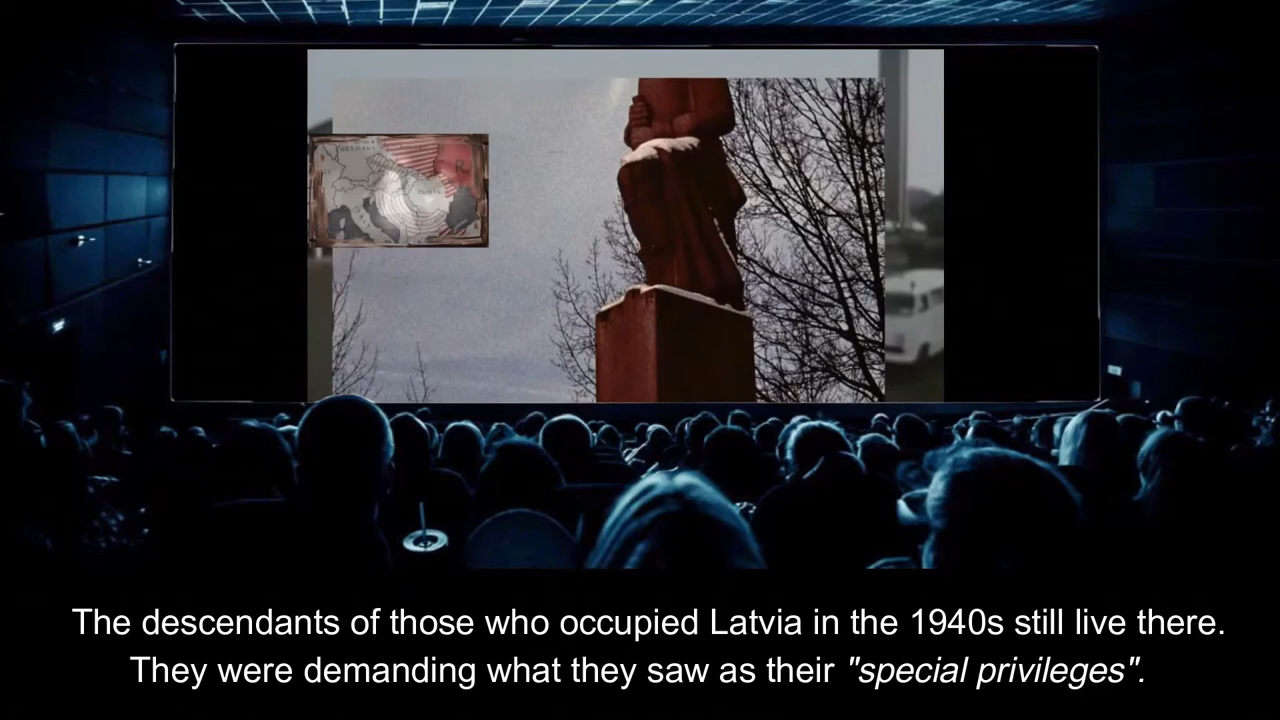 The descendants of those who occupied Latvia in the 1940s still live there.
They were demanding what they saw as their "special privileges".